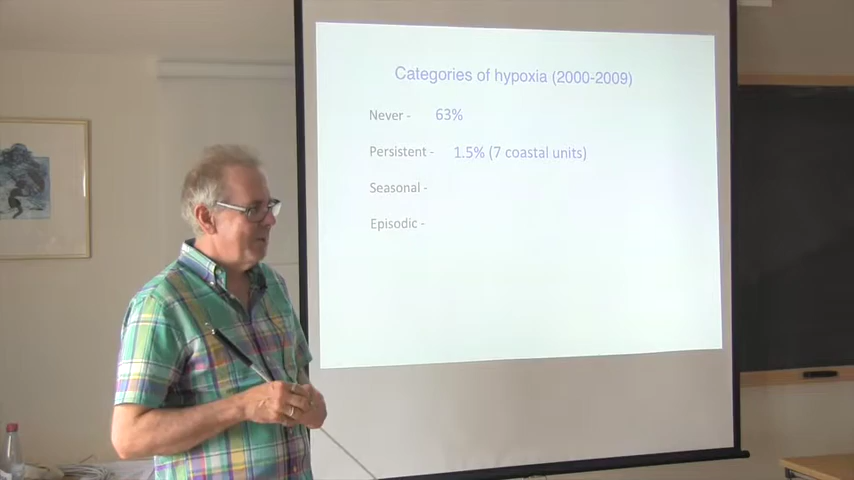 Categories of hypoxia (2000-2009)
Never - 63%
Persistent - 1.5% (7 coastal units)
Seasonal -
Episodic -